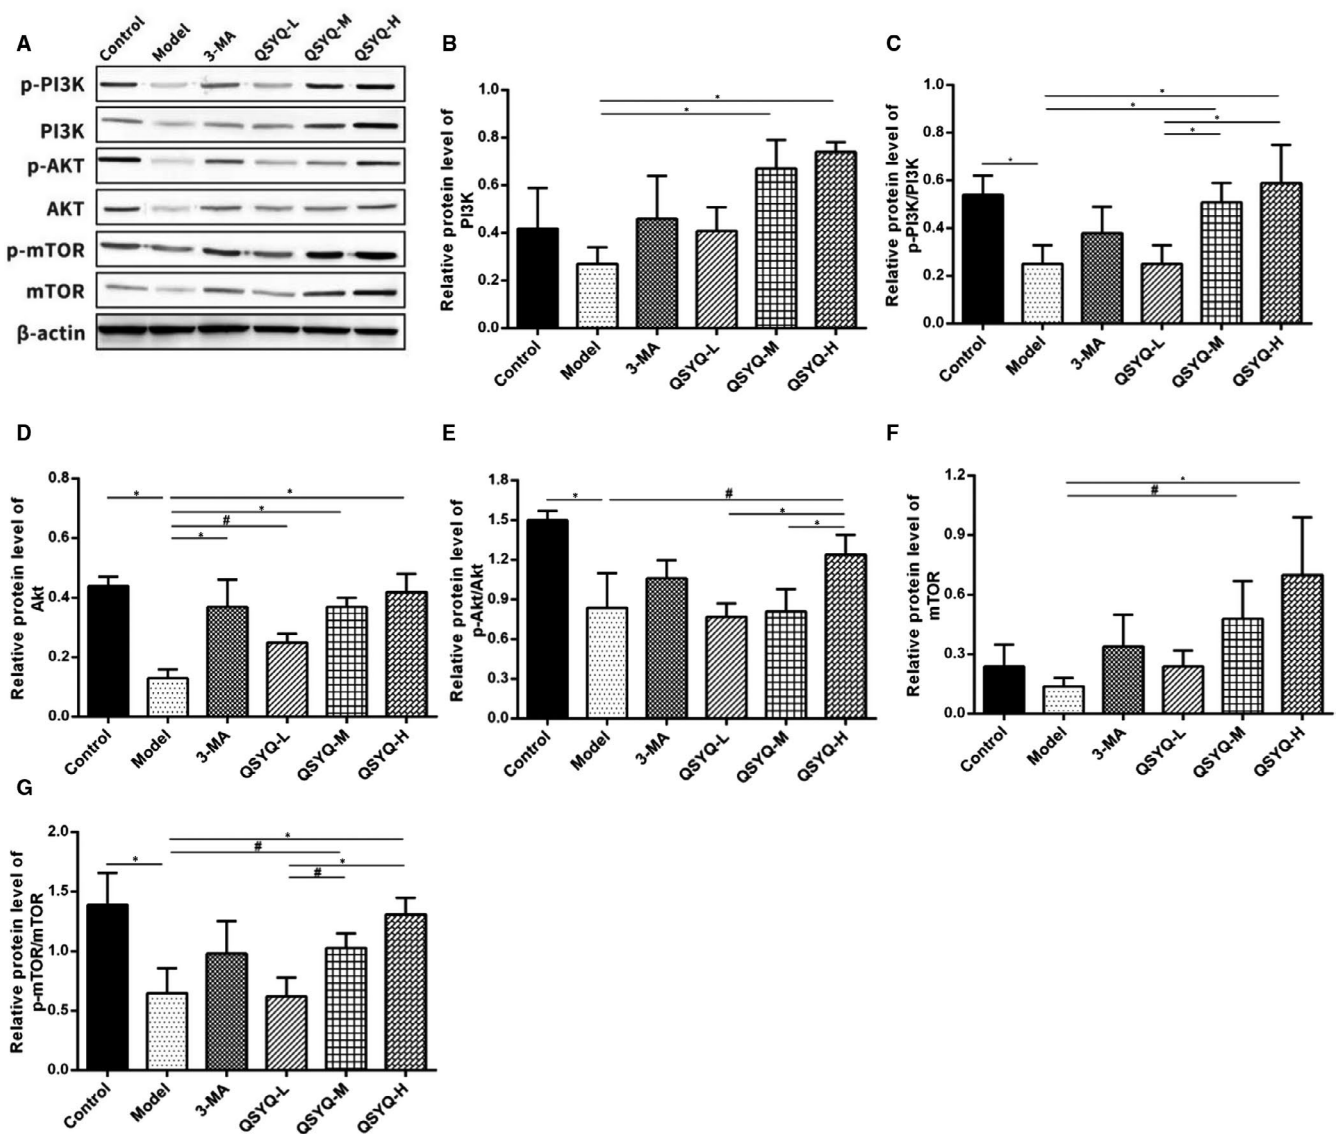 A
Control
Model
3-MA
QSYQ-L
QSYQ-M
QSYQ-H
p-PI3K
PI3K
p-AKT
AKT
p-mTOR
mTOR
β-actin
B
Relative protein level of
PI3K
1.0
0.8
0.6
0.4
0.2
0.0
*
*
Control
Model
3-MA
QSYQ-L
QSYQ-M
QSYQ-H
C
Relative protein level of
p-PI3K/PI3K
1.0
0.8
0.6
0.4
0.2
0.0
*
*
*
*
*
Control
Model
3-MA
QSYQ-L
QSYQ-M
QSYQ-H
D
Relative protein level of
Akt
0.8
0.6
0.4
0.2
0.0
*
*
*
#
*
Control
Model
3-MA
QSYQ-L
QSYQ-M
QSYQ-H
E
Relative protein level of
p-Akt/Akt
1.8
1.5
1.2
0.9
0.6
0.3
0.0
*
#
*
*
Control
Model
3-MA
QSYQ-L
QSYQ-M
QSYQ-H
F
Relative protein level of
mTOR
1.2
0.9
0.6
0.3
0.0
*
#
Control
Model
3-MA
QSYQ-L
QSYQ-M
QSYQ-H
G
Relative protein level of
p-mTOR/mTOR
2.0
1.5
1.0
0.5
0.0
*
#
*
*
#
Control
Model
3-MA
QSYQ-L
QSYQ-M
QSYQ-H